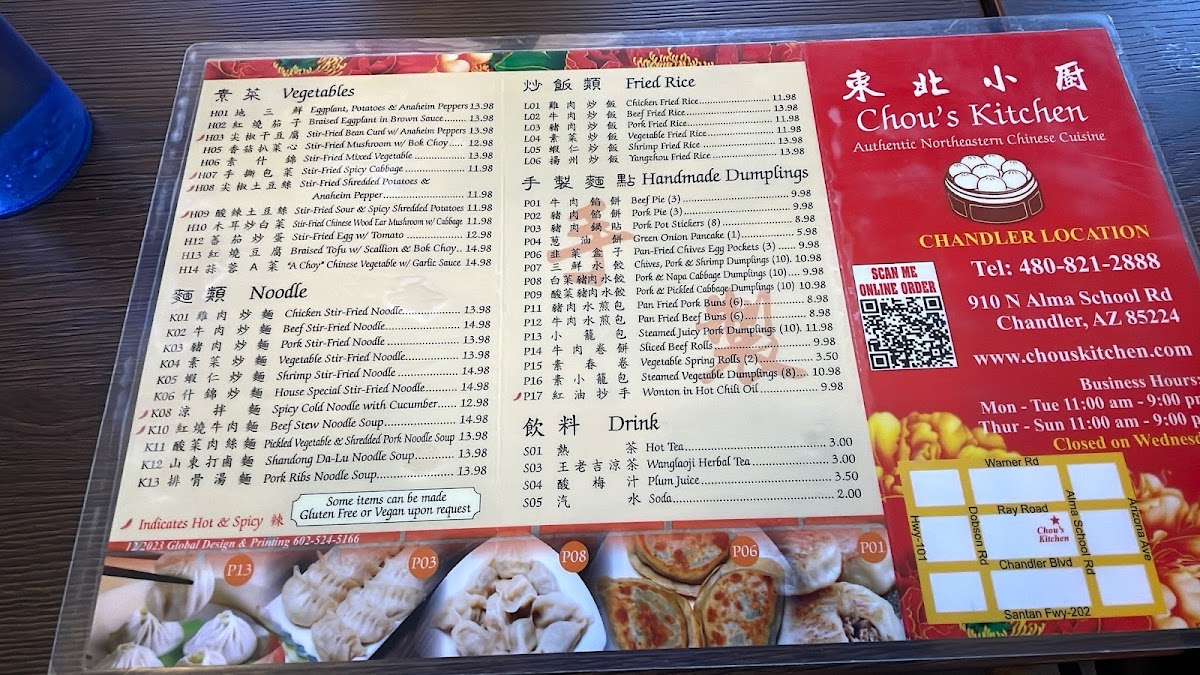 素菜 Vegetables
H01 地三鮮 Eggplant, Potatoes & Anaheim Peppers 13.98
H02 紅燒茄子 Braised Eggplant in Brown Sauce........ 13.98
H03 尖椒干豆腐 Stir-Fried Bean Curd w/ Anaheim Peppers 13.98
H05 香菇扒菜心 Stir-Fried Mushroom w/ Bok Choy..... 12.98
H06 素什錦 Stir-Fried Mixed Vegetable................ 13.98
H07 手撕包菜 Stir-Fried Spicy Cabbage................... 11.98
H08 尖椒土豆絲 Stir-Fried Shredded Potatoes &
Anaheim Pepper......................... 11.98
H09 酸辣土豆絲 Stir-Fried Sour & Spicy Shredded Potatoes 11.98
H10 木耳炒白菜 Stir-Fried Chinese Wood Ear Mushroom w/ Cabbage 11.98
H12 蕃茄炒蛋 Stir-Fried Egg w/ Tomato.................. 12.98
H13 紅燒豆腐 Braised Tofu w/ Scallion & Bok Choy.. 14.98
H14 蒜蓉A菜 "A Choy" Chinese Vegetable w/ Garlic Sauce 14.98
麵類 Noodle
K01 雞肉炒麵 Chicken Stir-Fried Noodle............... 13.98
K02 牛肉炒麵 Beef Stir-Fried Noodle.................... 14.98
K03 豬肉炒麵 Pork Stir-Fried Noodle.................... 13.98
K04 素菜炒麵 Vegetable Stir-Fried Noodle.............. 13.98
K05 蝦仁炒麵 Shrimp Stir-Fried Noodle................ 14.98
K06 什錦炒麵 House Special Stir-Fried Noodle........ 14.98
K08 涼拌麵 Spicy Cold Noodle with Cucumber...... 12.98
K10 紅燒牛肉麵 Beef Stew Noodle Soup.................... 14.98
K11 酸菜肉絲麵 Pickled Vegetable & Shredded Pork Noodle Soup 13.98
K12 山東打鹵麵 Shandong Da-Lu Noodle Soup............ 13.98
K13 排骨湯麵 Pork Ribs Noodle Soup..................... 13.98
Indicates Hot & Spicy 辣
Some items can be made
Gluten Free or Vegan upon request
12/2023 Global Design & Printing 602-524-5166
炒飯類 Fried Rice
L01 雞肉炒飯 Chicken Fried Rice.................... 11.98
L02 牛肉炒飯 Beef Fried Rice......................... 13.98
L03 豬肉炒飯 Pork Fried Rice......................... 11.98
L04 素菜炒飯 Vegetable Fried Rice................... 11.98
L05 蝦仁炒飯 Shrimp Fried Rice...................... 13.98
L06 揚州炒飯 Yangzhou Fried Rice.................. 13.98
手製麵點 Handmade Dumplings
P01 牛肉餡餅 Beef Pie (3)............................... 9.98
P02 豬肉餡餅 Pork Pie (3)............................... 9.98
P03 豬肉鍋貼 Pork Pot Stickers (8)..................... 8.98
P04 蔥油餅 Green Onion Pancake (1)................ 5.98
P06 韭菜盒子 Pan-Fried Chives Egg Pockets (3) .... 9.98
P07 三鮮水餃 Chives, Pork & Shrimp Dumplings (10). 10.98
P08 白菜豬肉水餃 Pork & Napa Cabbage Dumplings (10).... 9.98
P09 酸菜豬肉水餃 Pork & Pickled Cabbage Dumplings (10) 10.98
P11 豬肉水煎包 Pan Fried Pork Buns (6)................. 8.98
P12 牛肉水煎包 Pan Fried Beef Buns (6).................. 8.98
P13 小籠包 Steamed Juicy Pork Dumplings (10). 11.98
P14 牛肉卷餅 Sliced Beef Rolls.......................... 9.98
P15 素春卷 Vegetable Spring Rolls (2).............. 3.50
P16 素小籠包 Steamed Vegetable Dumplings (8)... 10.98
P17 紅油抄手 Wonton in Hot Chili Oil................ 9.98
飲料 Drink
S01 熱茶 Hot Tea........................................ 3.00
S03 王老吉涼茶 Wanglaoji Herbal Tea...................... 3.00
S04 酸梅汁 Plum Juice.................................... 3.50
S05 汽水 Soda............................................ 2.00
P13
P03
P08
P06
P01
東北小廚
Chou's Kitchen
Authentic Northeastern Chinese Cuisine
CHANDLER LOCATION
SCAN ME
ONLINE ORDER
Tel: 480-821-2888
910 N Alma School Rd
Chandler, AZ 85224
www.chouskitchen.com
Business Hours:
Mon - Tue 11:00 am - 9:00 p
Thur - Sun 11:00 am - 9:00 p
Closed on Wednes
Warner Rd
Ray Road
Chandler Blvd
Santan Fwy-202
Hwy-101
Dobson Rd
Alma School Rd
Arizona Ave
Chou's
Kitchen